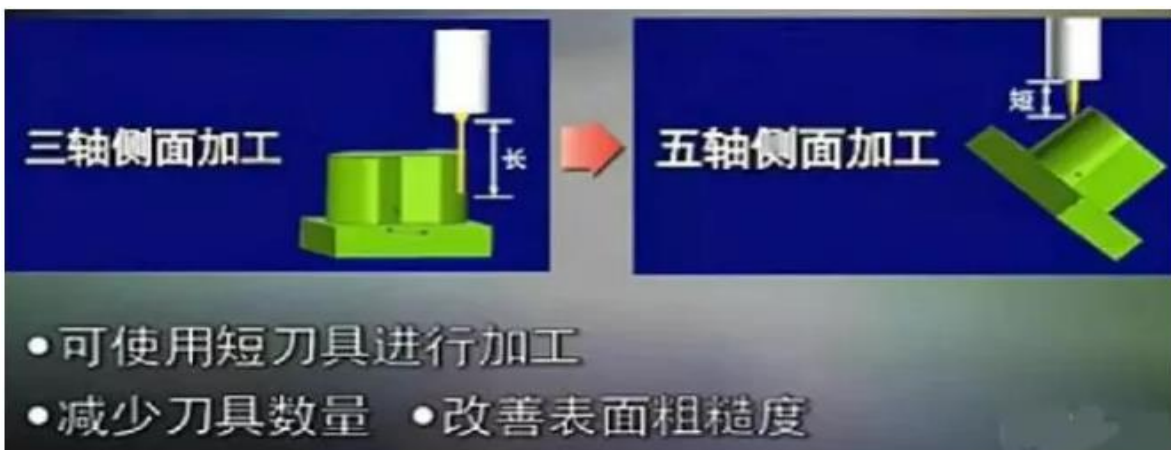 三轴侧面加工
长
短
五轴侧面加工
●可使用短刀具进行加工
●减少刀具数量 ●改善表面粗糙度